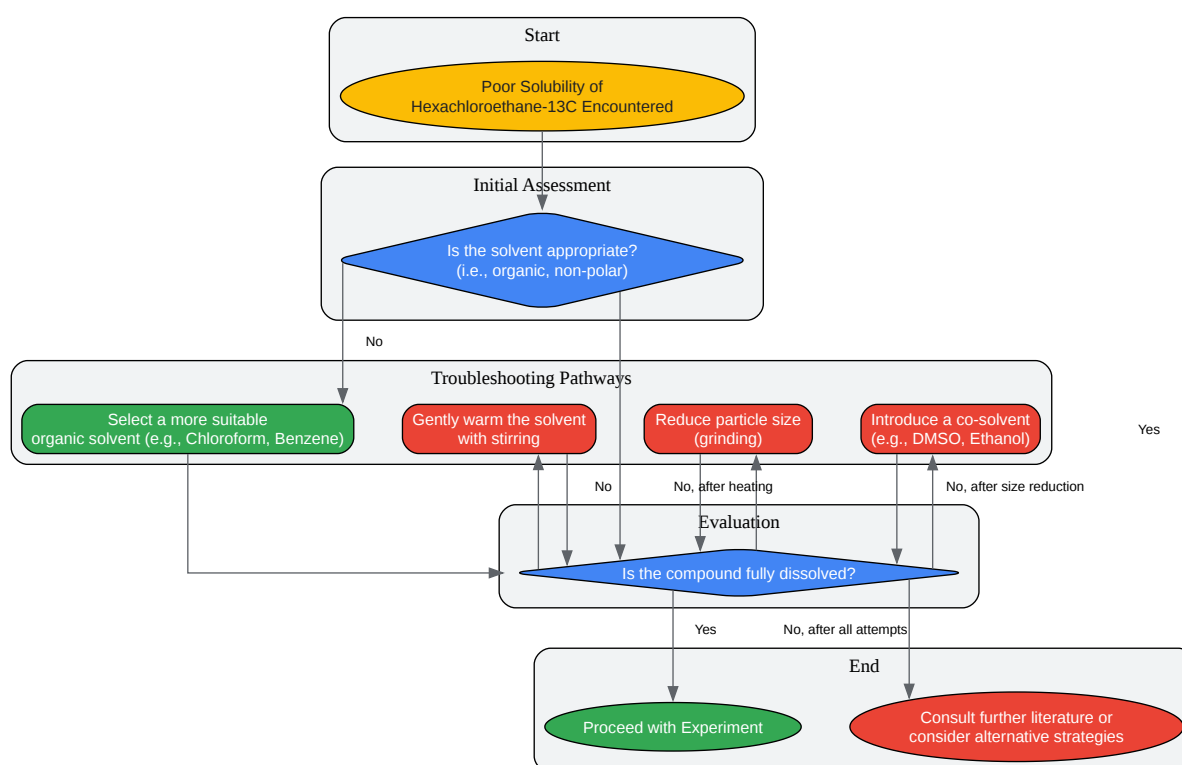 Start
Poor Solubility of
Hexachloroethane-13C Encountered
Initial Assessment
Is the solvent appropriate?
(i.e., organic, non-polar)
No
Troubleshooting Pathways
Select a more suitable
organic solvent (e.g., Chloroform, Benzene)
Gently warm the solvent
with stirring
Reduce particle size
(grinding)
Introduce a co-solvent
(e.g., DMSO, Ethanol)
Yes
No
No, after heating
No, after size reduction
Evaluation
Is the compound fully dissolved?
Yes
No, after all attempts
End
Proceed with Experiment
Consult further literature or
consider alternative strategies